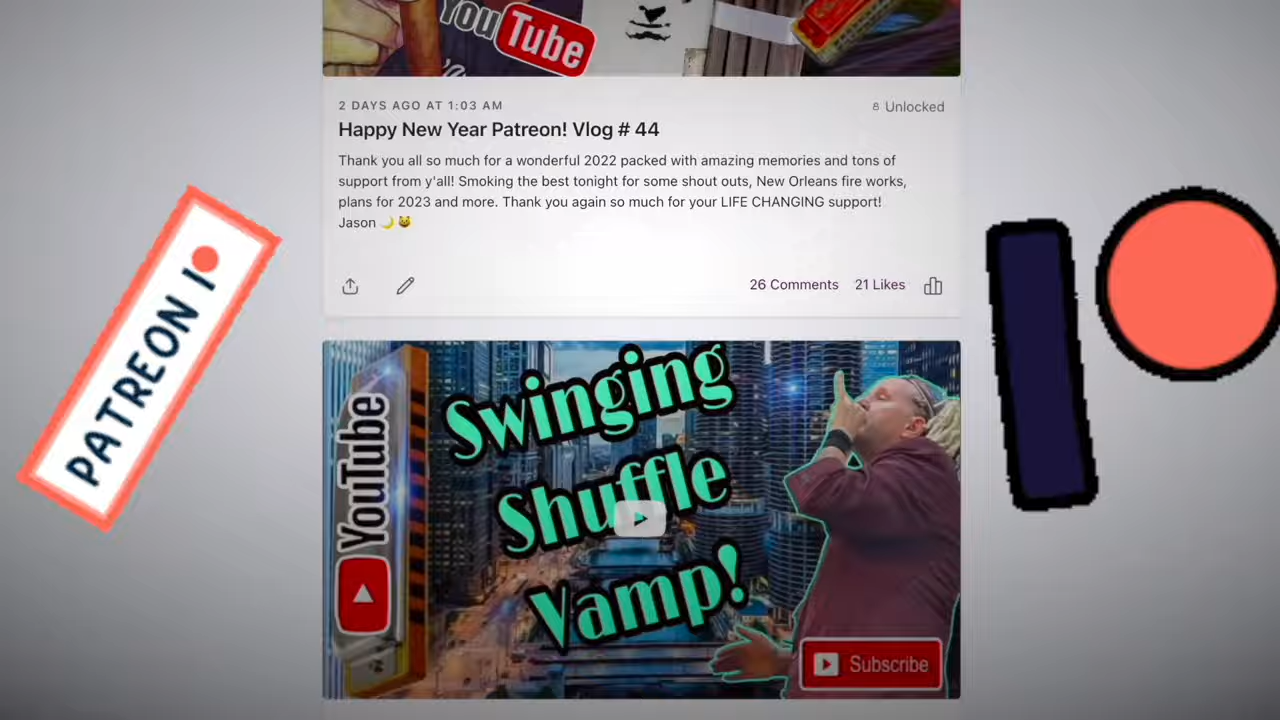 You
Tube
2 DAYS AGO AT 1:03 AM
Unlocked
Happy New Year Patreon! Vlog # 44
Thank you all so much for a wonderful 2022 packed with amazing memories and tons of
support from y'all! Smoking the best tonight for some shout outs, New Orleans fire works,
plans for 2023 and more. Thank you again so much for your LIFE CHANGING support!
Jason 🌙 😺
26 Comments 21 Likes
PATREON
YouTube
Swinging
Shuffle
Vamp!
Subscribe